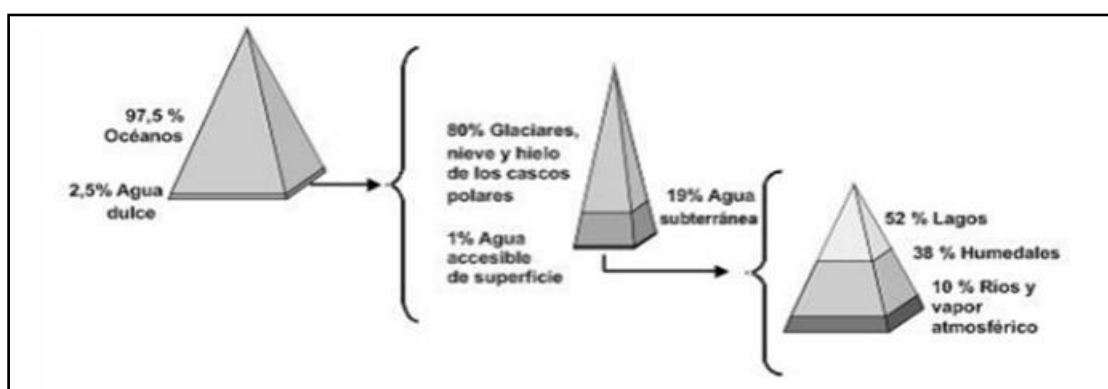 97,5 %
Océanos
2,5% Agua
dulce
80% Glaciares,
nieve y hielo
de los cascos
polares
1% Agua
accesible
de superficie
19% Agua
subterránea
52 % Lagos
38 % Humedales
10 % Ríos y
vapor
atmosférico